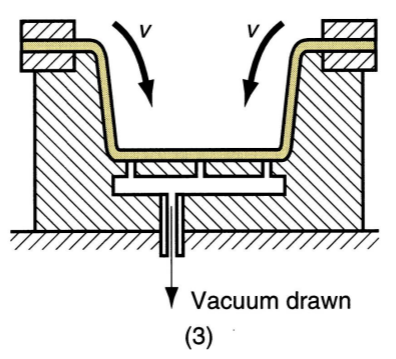 v v
Vacuum drawn
(3)